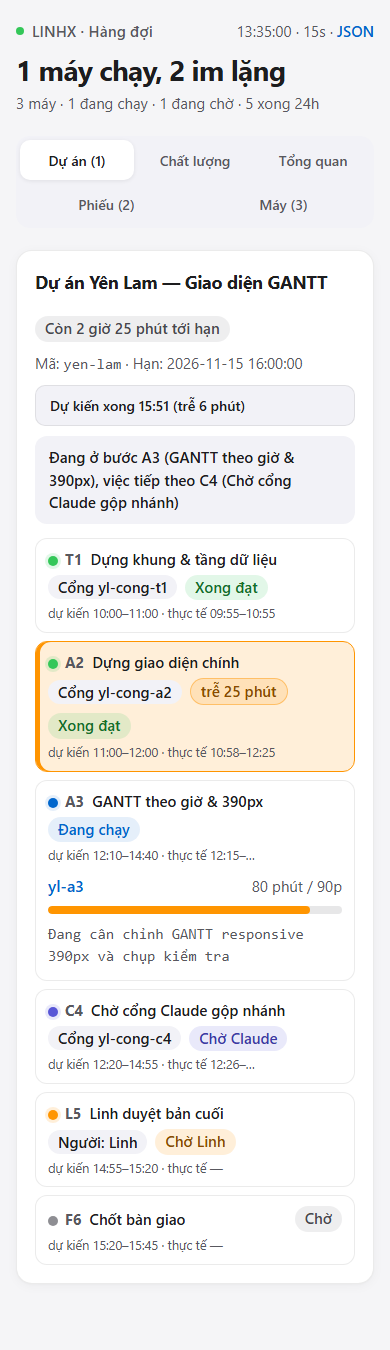 LINHX · Hàng đợi
13:35:00 · 15s · JSON
1 máy chạy, 2 im lặng
3 máy · 1 đang chạy · 1 đang chờ · 5 xong 24h
Dự án (1)
Chất lượng
Tổng quan
Phiếu (2)
Máy (3)
Dự án Yên Lam — Giao diện GANTT
Còn 2 giờ 25 phút tới hạn
Mã: yen-lam · Hạn: 2026-11-15 16:00:00
Dự kiến xong 15:51 (trễ 6 phút)
Đang ở bước A3 (GANTT theo giờ &
390px), việc tiếp theo C4 (Chờ cổng
Claude gộp nhánh)
T1 Dựng khung & tầng dữ liệu
Cổng yl-cong-t1
Xong đạt
dự kiến 10:00–11:00 · thực tế 09:55–10:55
A2 Dựng giao diện chính
Cổng yl-cong-a2
trễ 25 phút
Xong đạt
dự kiến 11:00–12:00 · thực tế 10:58–12:25
A3 GANTT theo giờ & 390px
Đang chạy
dự kiến 12:10–14:40 · thực tế 12:15–...
yl-a3
80 phút / 90p
Đang cân chỉnh GANTT responsive
390px và chụp kiểm tra
C4 Chờ cổng Claude gộp nhánh
Cổng yl-cong-c4
Chờ Claude
dự kiến 12:20–14:55 · thực tế 12:26–...
L5 Linh duyệt bản cuối
Người: Linh
Chờ Linh
dự kiến 14:55–15:20 · thực tế —
F6 Chốt bàn giao
Chờ
dự kiến 15:20–15:45 · thực tế —